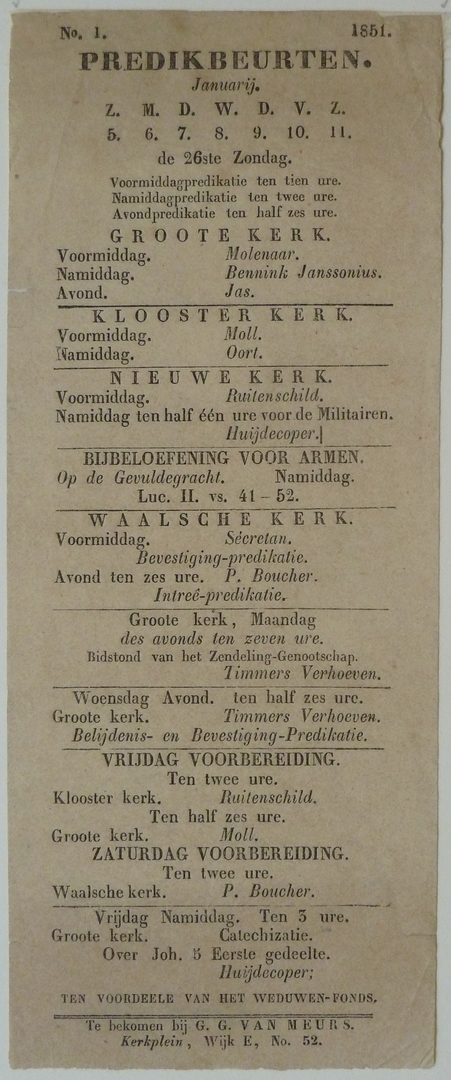 No. 1. 1851.
PREDIKBEURTEN.
Januarij.
Z. M. D. W. D. V. Z.
5. 6. 7. 8. 9. 10. 11.
de 26ste Zondag.
Voormiddagpredikatie ten tien ure.
Namiddagpredikatie ten twee ure.
Avondpredikatie ten half zes ure.
GROOTE KERK.
Voormiddag. Molenaar.
Namiddag. Bennink Janssonius.
Avond. Jas.
KLOOSTER KERK.
Voormiddag. Moll.
Namiddag. Oort.
NIEUWE KERK.
Voormiddag. Ruitenschild.
Namiddag ten half één ure voor de Militairen.
Huijdecoper.
BIJBELOEFENING VOOR ARMEN.
Op de Gevuldegracht. Namiddag.
Luc. II. vs. 41 – 52.
WAALSCHE KERK.
Voormiddag. Sécretan.
Bevestiging-predikatie.
Avond ten zes ure. P. Boucher.
Intreê-predikatie.
Groote kerk, Maandag
des avonds ten zeven ure.
Bidstond van het Zendeling-Genootschap.
Timmers Verhoeven.
Woensdag Avond. ten half zes ure.
Groote kerk. Timmers Verhoeven.
Belijdenis- en Bevestiging-Predikatie.
VRIJDAG VOORBEREIDING.
Ten twee ure.
Klooster kerk. Ruitenschild.
Ten half zes ure.
Groote kerk. Moll.
ZATURDAG VOORBEREIDING.
Ten twee ure.
Waalsche kerk. P. Boucher.
Vrijdag Namiddag. Ten 3 ure.
Groote kerk. Catechizatie.
Over Joh. 5 Eerste gedeelte.
Huijdecoper;
TEN VOORDEELE VAN HET WEDUWEN-FONDS.
Te bekomen bij G. G. VAN MEURS.
Kerkplein, Wijk E, No. 52.